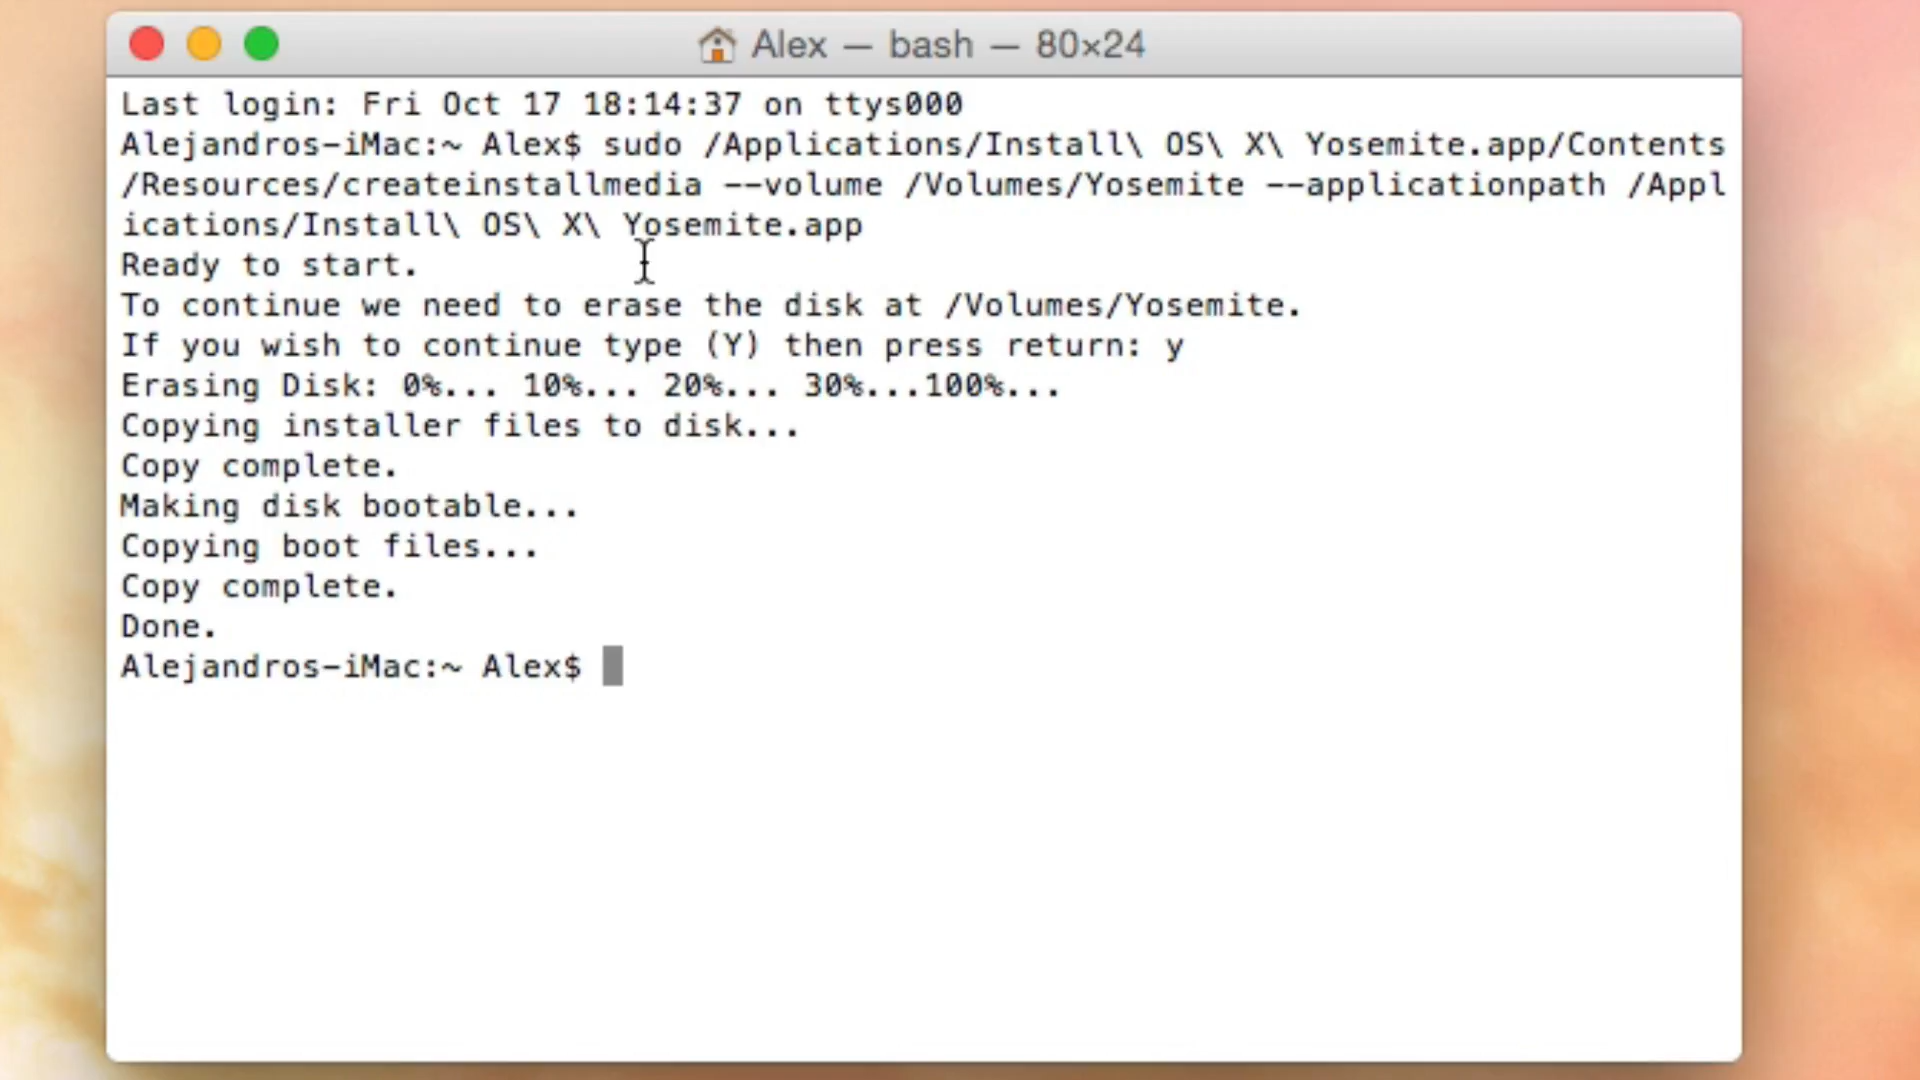 Alex — bash — 80×24
Last login: Fri Oct 17 18:14:37 on ttys000
Alejandros-iMac:~ Alex$ sudo /Applications/Install\ OS\ X\ Yosemite.app/Contents
/Resources/createinstallmedia --volume /Volumes/Yosemite --applicationpath /Appl
ications/Install\ OS\ X\ Yosemite.app
Ready to start.
To continue we need to erase the disk at /Volumes/Yosemite.
If you wish to continue type (Y) then press return: y
Erasing Disk: 0%... 10%... 20%... 30%...100%...
Copying installer files to disk...
Copy complete.
Making disk bootable...
Copying boot files...
Copy complete.
Done.
Alejandros-iMac:~ Alex$